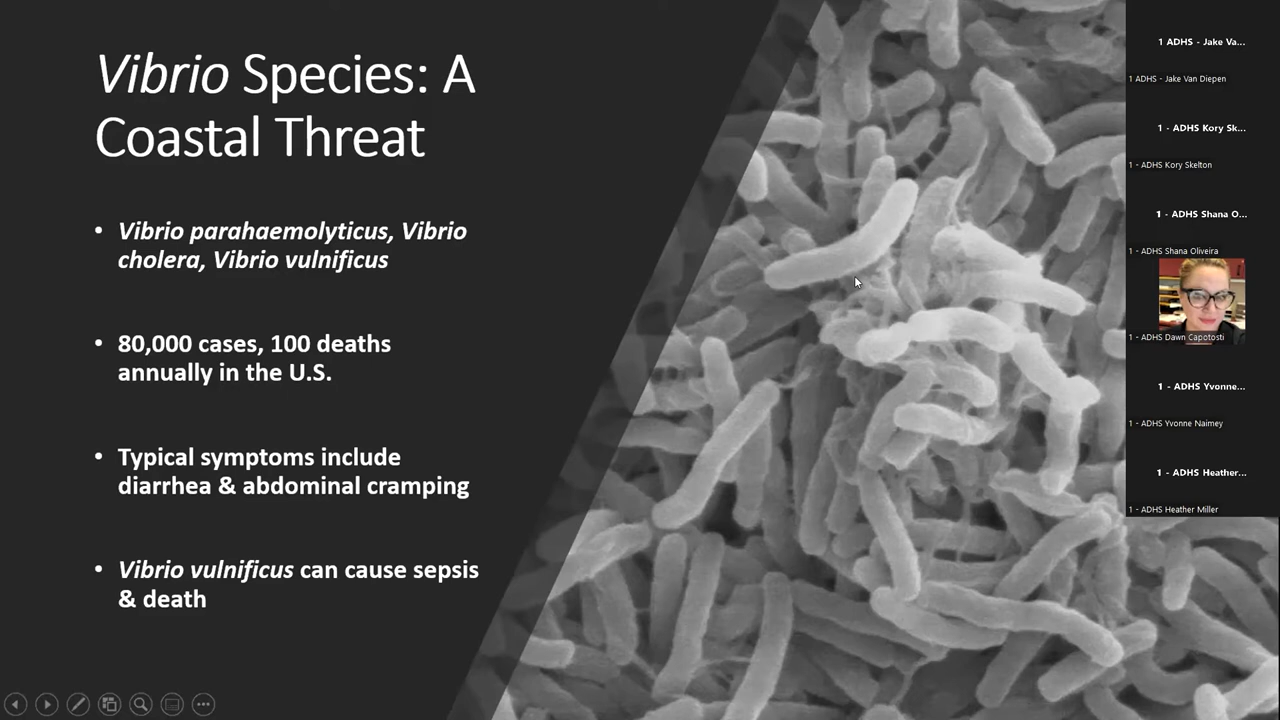 Vibrio Species: A
Coastal Threat
• Vibrio parahaemolyticus, Vibrio
cholera, Vibrio vulnificus
• 80,000 cases, 100 deaths
annually in the U.S.
• Typical symptoms include
diarrhea & abdominal cramping
• Vibrio vulnificus can cause sepsis
& death
1 ADHS - Jake Va...
1 ADHS - Jake Van Diepen
1 - ADHS Kory Sk...
1 - ADHS Kory Skelton
1 - ADHS Shana O...
1 - ADHS Shana Oliveira
1 - ADHS Dawn Capotosti
1 - ADHS Yvonne...
1 - ADHS Yvonne Naimey
1 - ADHS Heather...
1 - ADHS Heather Miller